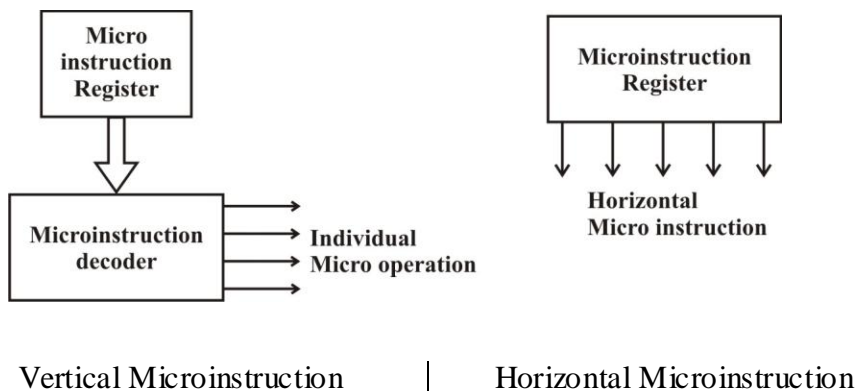 Micro
instruction
Register
Microinstruction
decoder
Individual
Micro operation
Microinstruction
Register
Horizontal
Micro instruction
Vertical Microinstruction
Horizontal Microinstruction